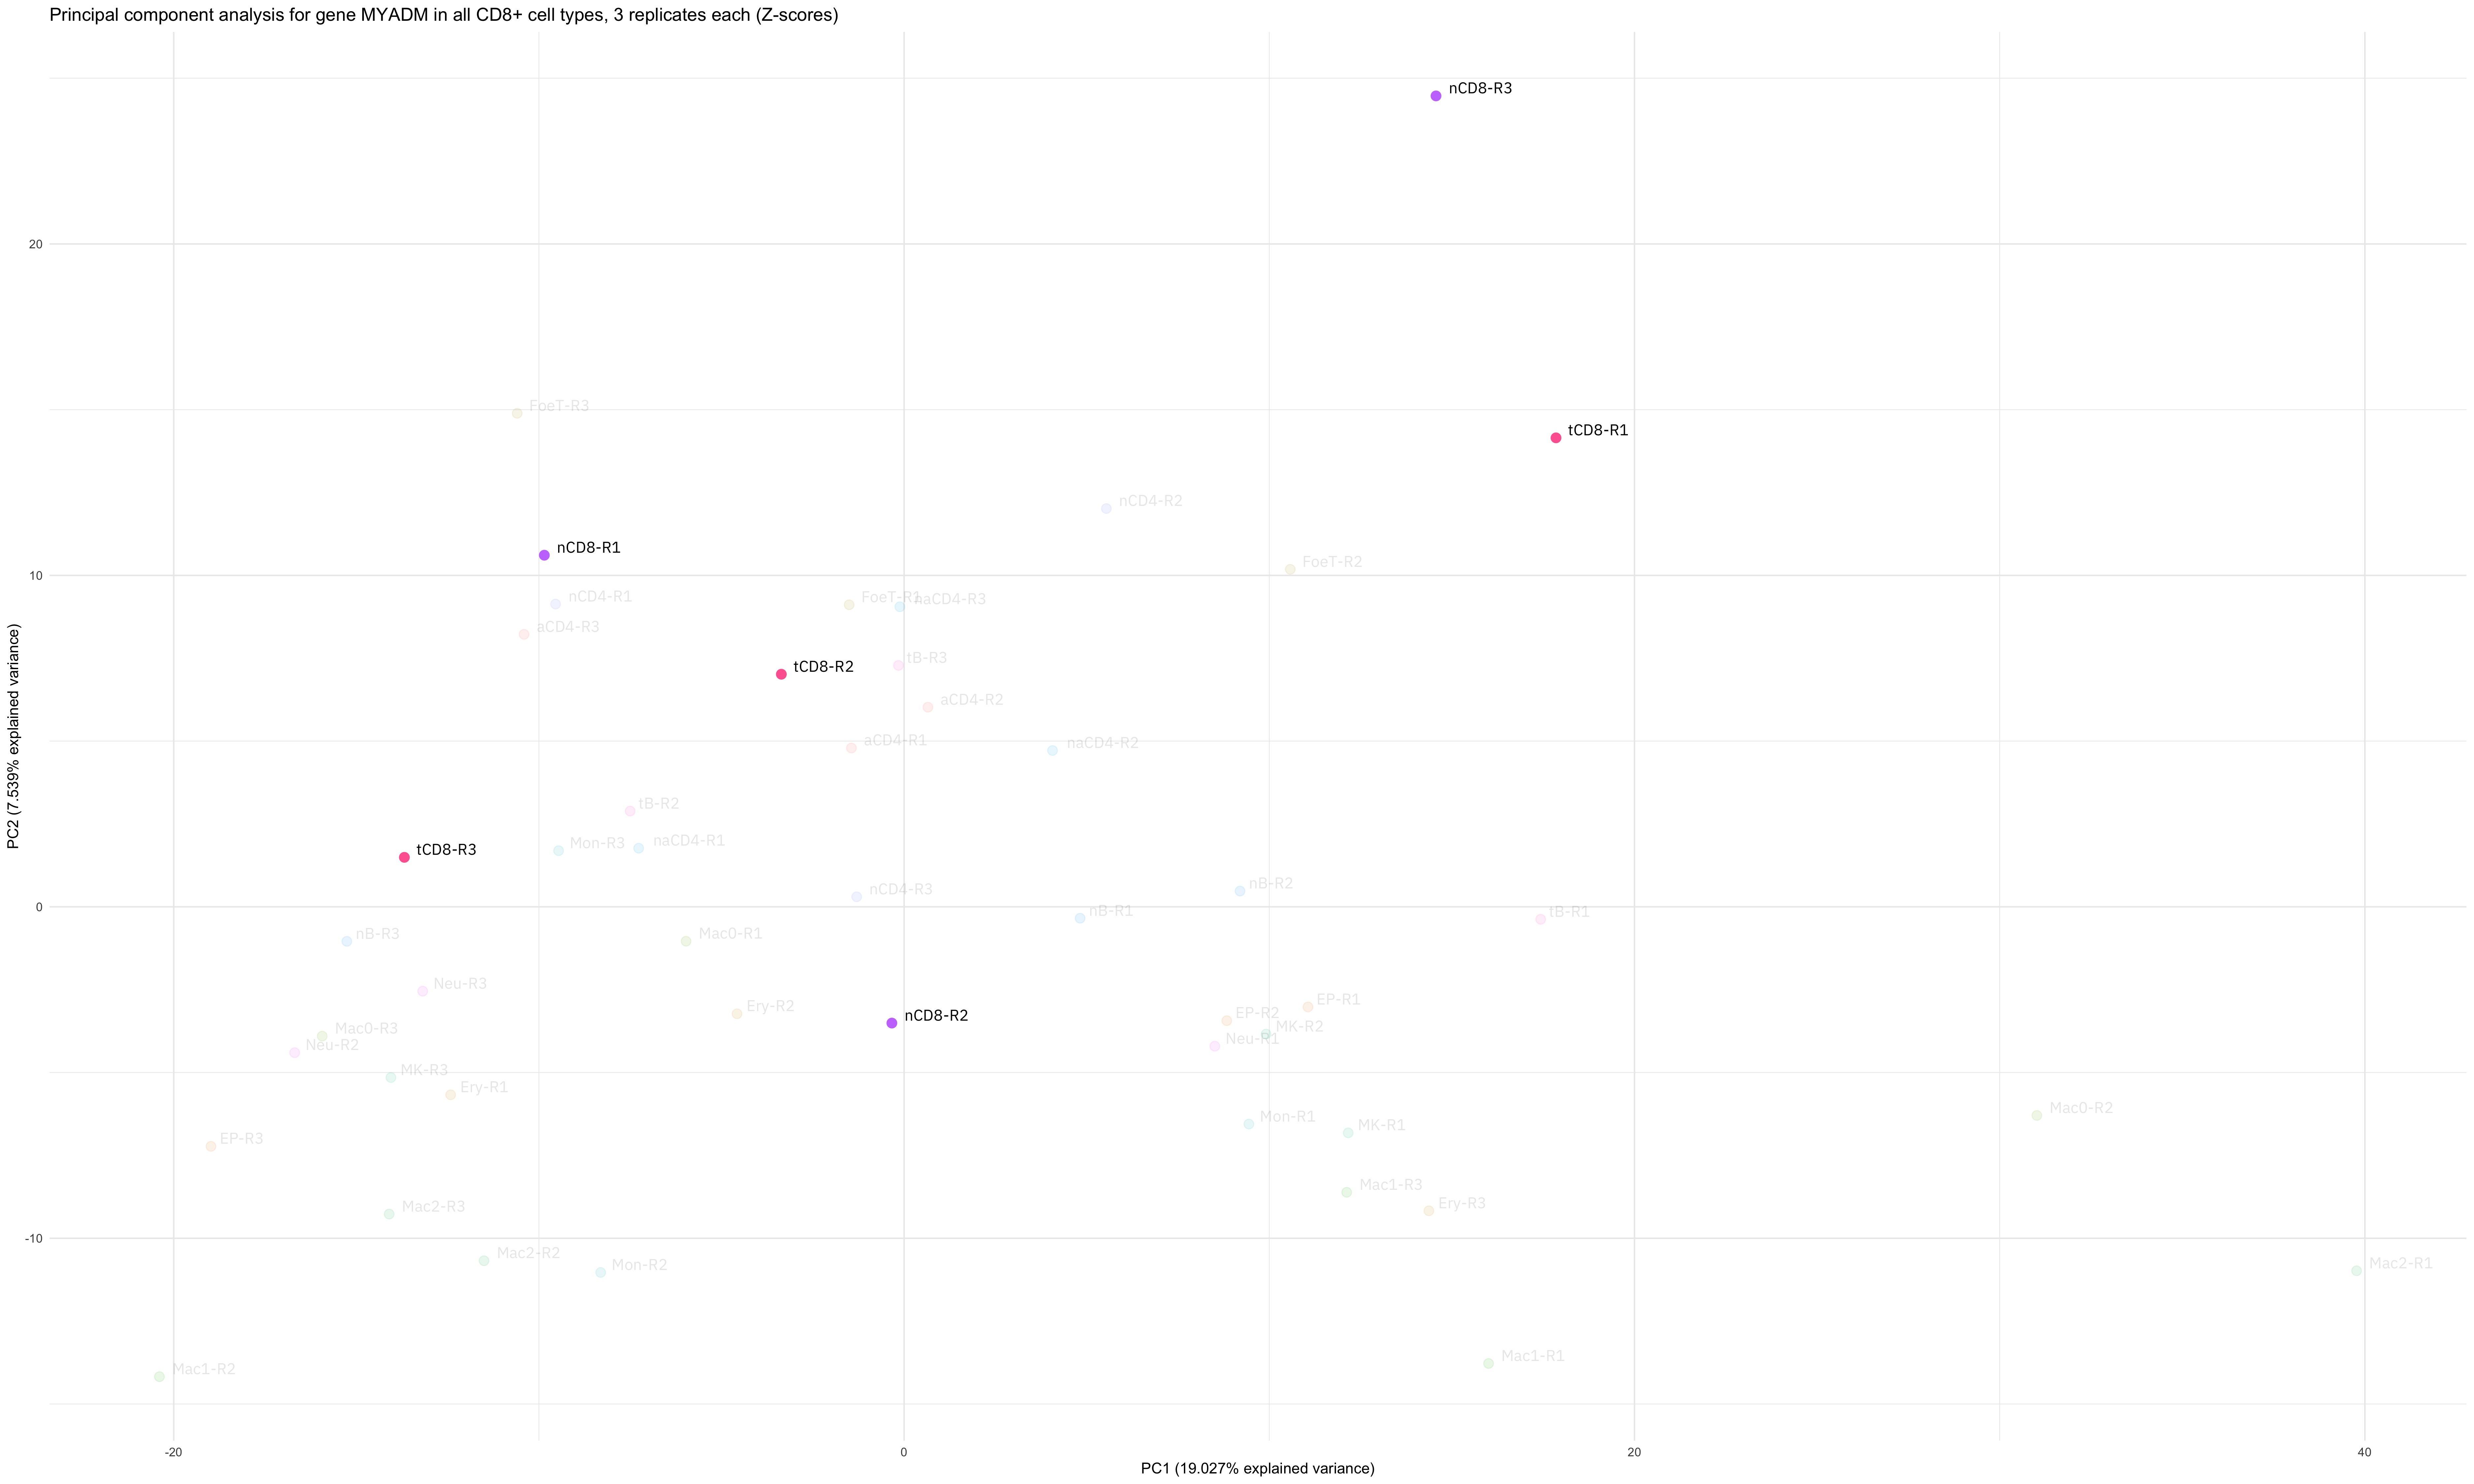 Principal component analysis for gene MYADM in all CD8+ cell types, 3 replicates each (Z-scores)
nCD8-R3
20
FoeT-R3
tCD8-R1
nCD4-R2
nCD8-R1
FoeT-R2
10
nCD4-R1
FoeT-R1
naCD4-R3
aCD4-R3
tCD8-R2
tB-R3
aCD4-R2
aCD4-R1
naCD4-R2
PC2 (7.539% explained variance)
tB-R2
Mon-R3
naCD4-R1
tCD8-R3
nCD4-R3
nB-R2
0
nB-R1
tB-R1
nB-R3
Mac0-R1
Neu-R3
Ery-R2
nCD8-R2
EP-R1
EP-R2
Mac0-R3
MK-R2
Neu-R2
Neu-R1
MK-R3
Ery-R1
Mac0-R2
Mon-R1
MK-R1
EP-R3
Mac1-R3
Mac2-R3
Ery-R3
-10
Mac2-R2
Mon-R2
Mac2-R1
Mac1-R2
Mac1-R1
-20 0 20 40
PC1 (19.027% explained variance)